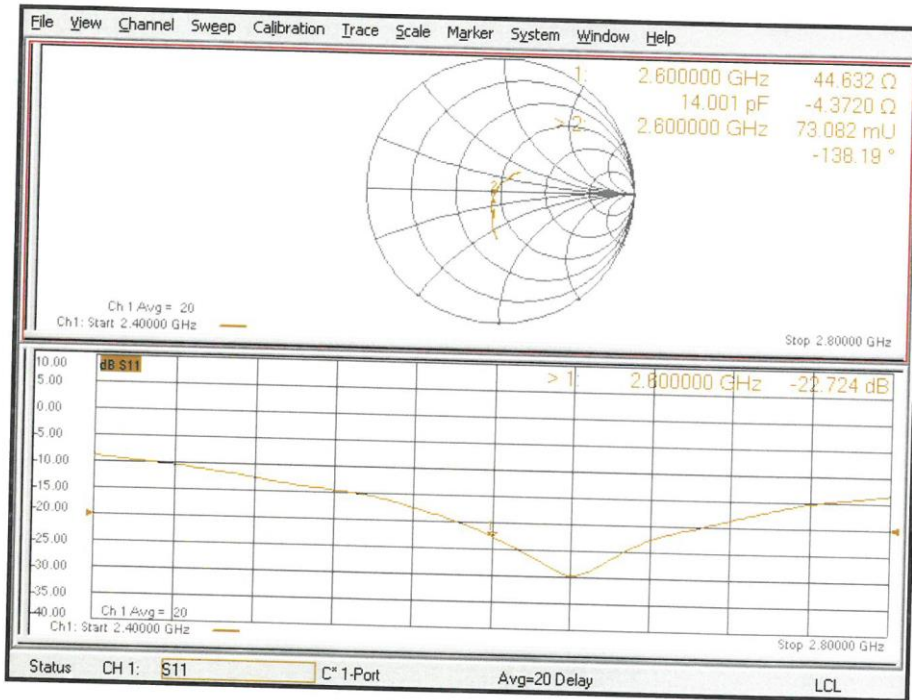 File View Channel Sweep Calibration Trace Scale Marker System Window Help
1: 2.600000 GHz 44.632 Ω
14.001 pF -4.3720 Ω
> 2: 2.600000 GHz 73.082 mU
-138.19 °
2
Ch 1 Avg = 20
Ch1: Start 2.40000 GHz
Stop 2.80000 GHz
10.00
5.00
0.00
-5.00
-10.00
-15.00
-20.00
-25.00
-30.00
-35.00
-40.00
dB S11
> 1: 2.600000 GHz -22.724 dB
Ch 1 Avg = 20
Ch1: Start 2.40000 GHz
Stop 2.80000 GHz
Status CH 1: S11 C* 1-Port Avg=20 Delay LCL